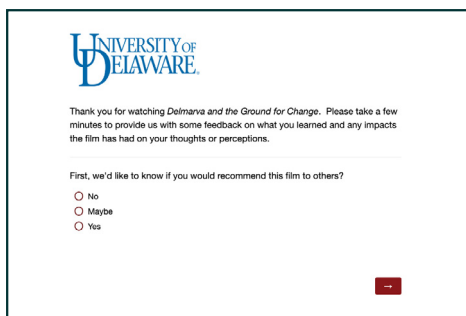 UNIVERSITY OF
DELAWARE.
Thank you for watching Delmarva and the Ground for Change. Please take a few
minutes to provide us with some feedback on what you learned and any impacts
the film has had on your thoughts or perceptions.
First, we'd like to know if you would recommend this film to others?
No
Maybe
Yes
→